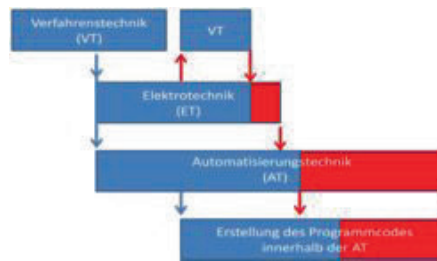 Verfahrenstechnik
(VT)
VT
Elektrotechnik
(ET)
Automatisierungstechnik
(AT)
Erstellung des Programmcodes
innerhalb der AT